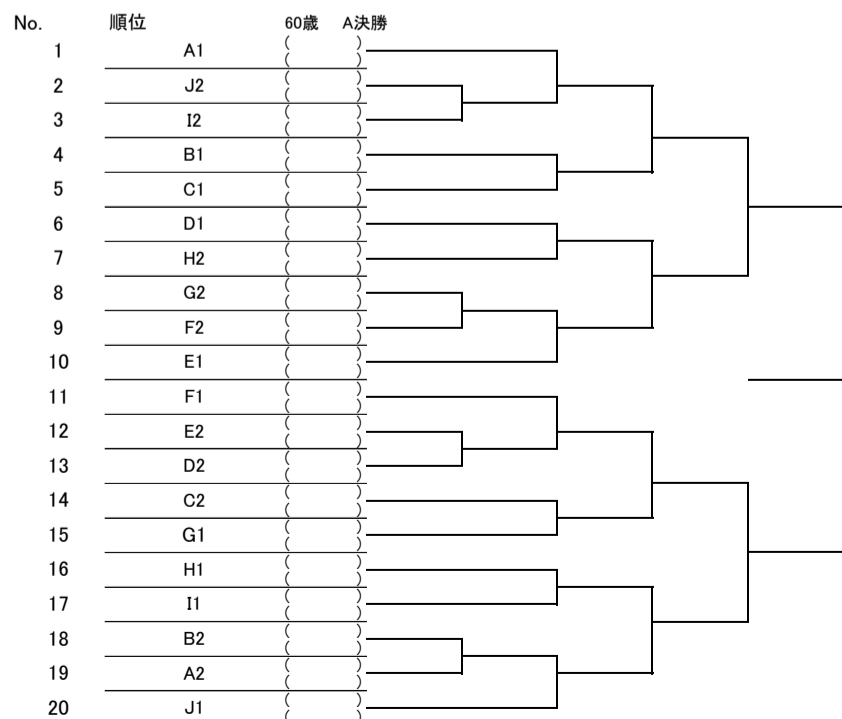 No. 順位 60歳 A決勝
1 A1 ( )
( )
2 J2 ( )
( )
3 I2 ( )
( )
4 B1 ( )
( )
5 C1 ( )
( )
6 D1 ( )
( )
7 H2 ( )
( )
8 G2 ( )
( )
9 F2 ( )
( )
10 E1 ( )
( )
11 F1 ( )
( )
12 E2 ( )
( )
13 D2 ( )
( )
14 C2 ( )
( )
15 G1 ( )
( )
16 H1 ( )
( )
17 I1 ( )
( )
18 B2 ( )
( )
19 A2 ( )
( )
20 J1 ( )
( )